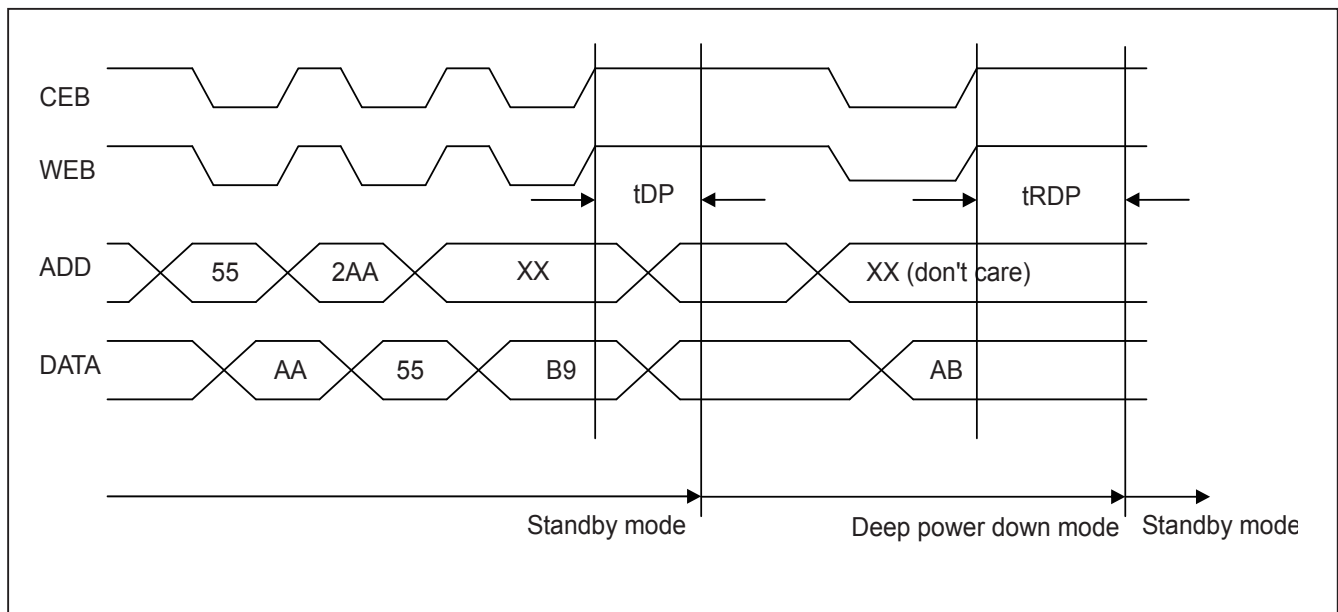 CEB
WEB
tDP
tRDP
ADD
55
2AA
XX
XX (don't care)
DATA
AA
55
B9
AB
Standby mode
Deep power down mode
Standby mode